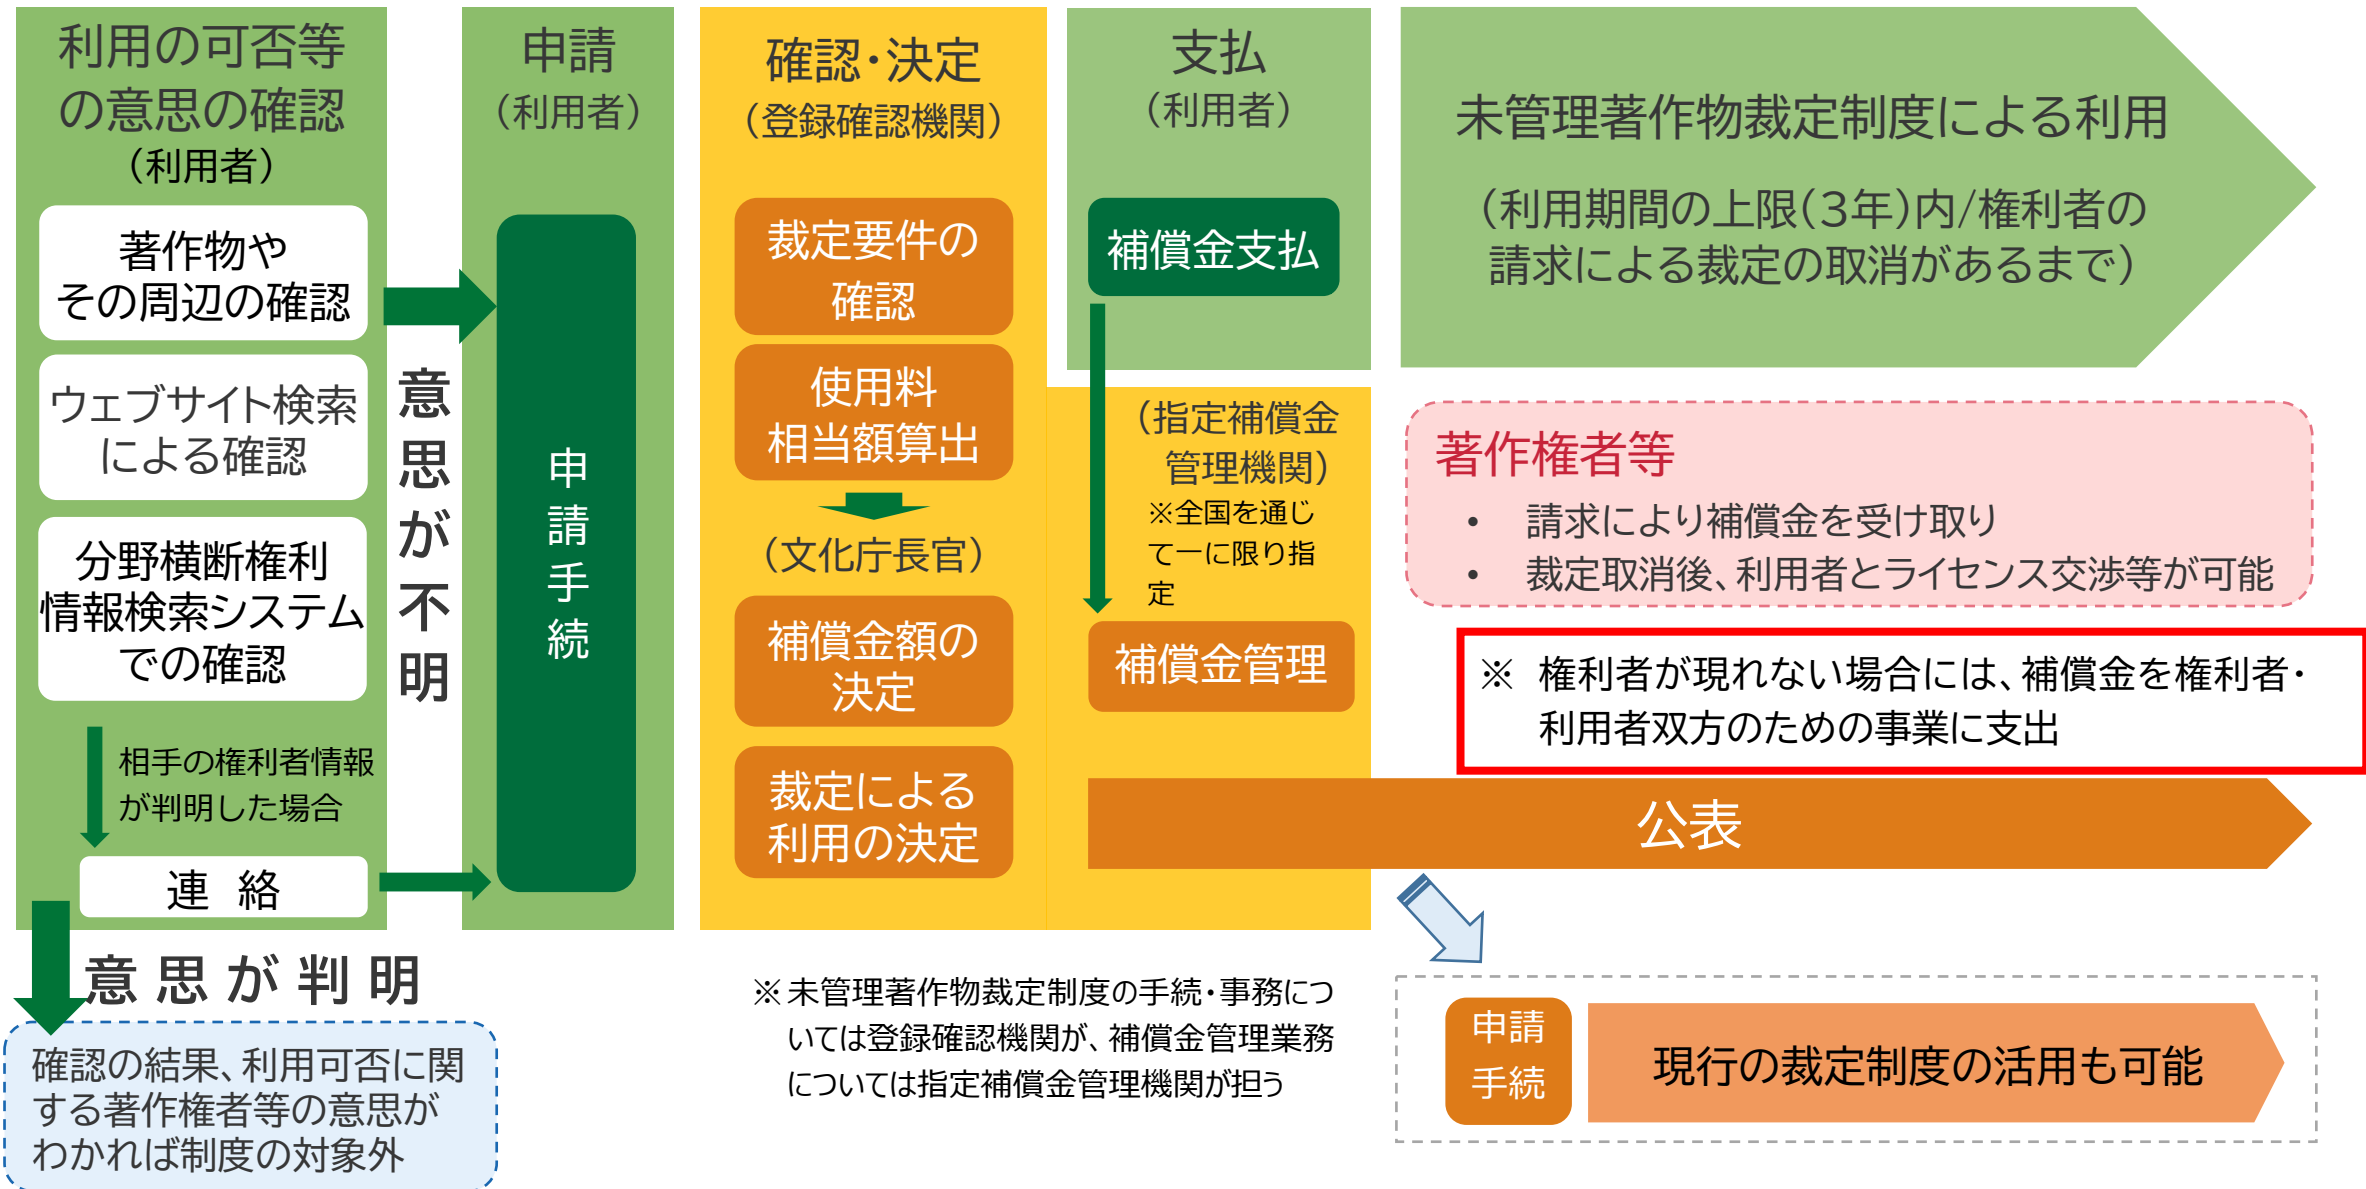 利用の可否等
の意思の確認
（利用者）
著作物や
その周辺の確認
ウェブサイト検索
による確認
分野横断権利
情報検索システム
での確認
相手の権利者情報
が判明した場合
連　絡
意思が不明
意思が判明
確認の結果、利用可否に関
する著作権者等の意思が
わかれば制度の対象外
申請
（利用者）
申請手続
確認・決定
（登録確認機関）
裁定要件の
確認
使用料
相当額算出
（文化庁長官）
補償金額の
決定
裁定による
利用の決定
支払
（利用者）
補償金支払
（指定補償金
管理機関）
※全国を通じ
て一に限り指
定
補償金管理
未管理著作物裁定制度による利用
（利用期間の上限（３年）内/権利者の
請求による裁定の取消があるまで）
著作権者等
• 請求により補償金を受け取り
• 裁定取消後、利用者とライセンス交渉等が可能
※　権利者が現れない場合には、補償金を権利者・
利用者双方のための事業に支出
公表
※未管理著作物裁定制度の手続・事務につ
いては登録確認機関が、補償金管理業務
については指定補償金管理機関が担う
申請
手続
現行の裁定制度の活用も可能